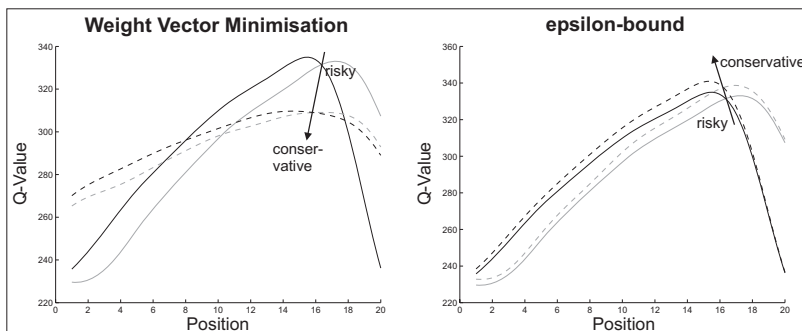 Weight Vector Minimisation
340
320
300
280
260
240
220
Q-Value
risky
conser-
vative
0 2 4 6 8 10 12 14 16 18 20
Position
epsilon-bound
360
340
320
300
280
260
240
220
Q-Value
conservative
risky
0 2 4 6 8 10 12 14 16 18 20
Position